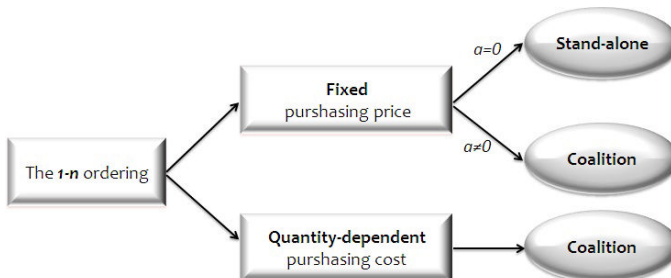 Stand-alone
a=0
Fixed
purshasing price
The 1-n ordering
a≠0
Coalition
Quantity-dependent
purshasing cost
Coalition